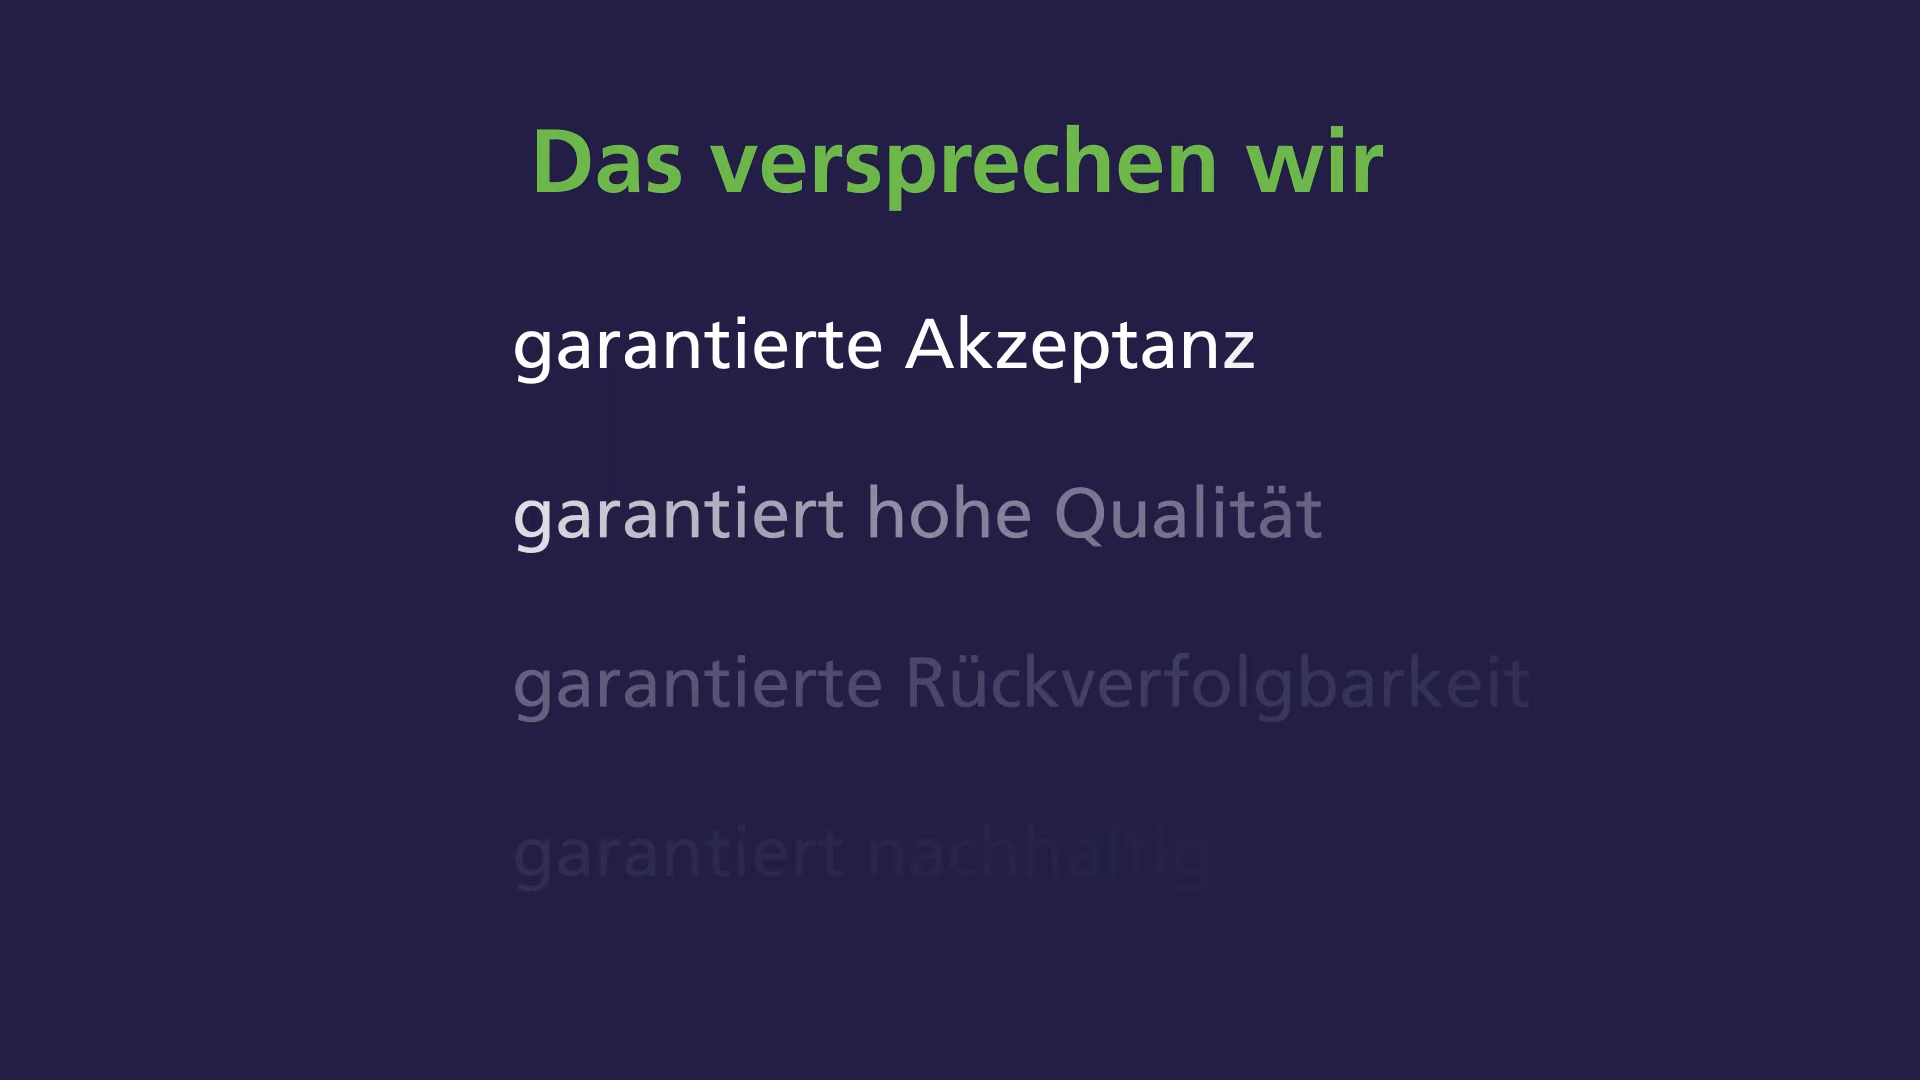 Das versprechen wir
garantierte Akzeptanz
garantiert hohe Qualität
garantierte Rückverfolgbarkeit
garantiert nachhaltig